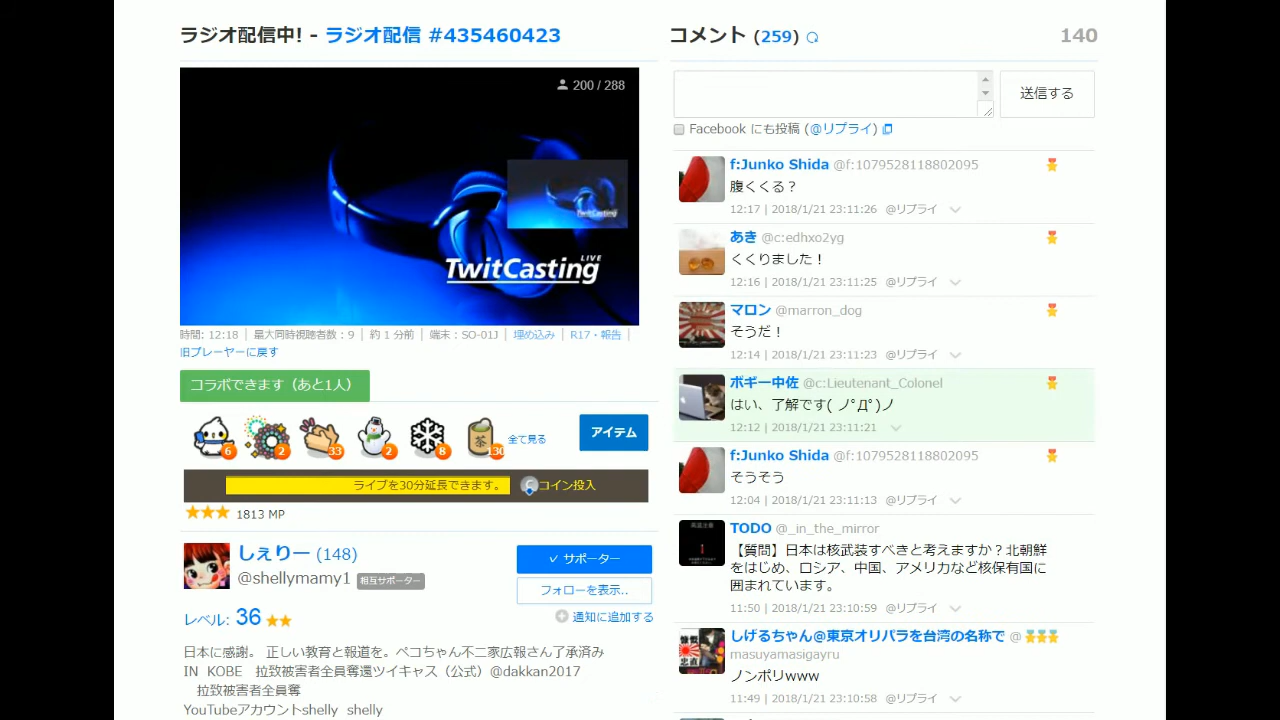 ラジオ配信中! - ラジオ配信 #435460423
200 / 288
TwitCasting LIVE
時間: 12:18 | 最大同時視聴者数 : 9 | 約 1 分前 | 端末 : SO-01J | 埋め込み | R17・報告 |
旧プレーヤーに戻す
コラボできます（あと1人）
6 2 33 2 8 130 全て見る アイテム
ライブを30分延長できます。 C コイン投入
1813 MP
しぇりー (148)
@shellymamy1 相互サポーター
✓ サポーター
フォローを表示..
レベル: 36
通知に追加する
日本に感謝。 正しい教育と報道を。ペコちゃん不二家広報さん了承済み
IN KOBE 拉致被害者全員奪還ツイキャス（公式）@dakkan2017
拉致被害者全員奪
YouTubeアカウントshelly shelly
コメント (259) 140
送信する
Facebook にも投稿 (@リプライ)
f:Junko Shida @f:1079528118802095
腹くくる？
12:17 | 2018/1/21 23:11:26 @リプライ
あき @c:edhxo2yg
くくりました！
12:16 | 2018/1/21 23:11:25 @リプライ
マロン @marron_dog
そうだ！
12:14 | 2018/1/21 23:11:23 @リプライ
ボギー中佐 @c:Lieutenant_Colonel
はい、了解です( ﾉﾟДﾟ)ノ
12:12 | 2018/1/21 23:11:21
f:Junko Shida @f:1079528118802095
そうそう
12:04 | 2018/1/21 23:11:13 @リプライ
TODO @_in_the_mirror
【質問】日本は核武装すべきと考えますか？北朝鮮
をはじめ、ロシア、中国、アメリカなど核保有国に
囲まれています。
11:50 | 2018/1/21 23:10:59 @リプライ
しげるちゃん@東京オリパラを台湾の名称で @
masuyamasigayru
ノンポリwww
11:49 | 2018/1/21 23:10:58 @リプライ